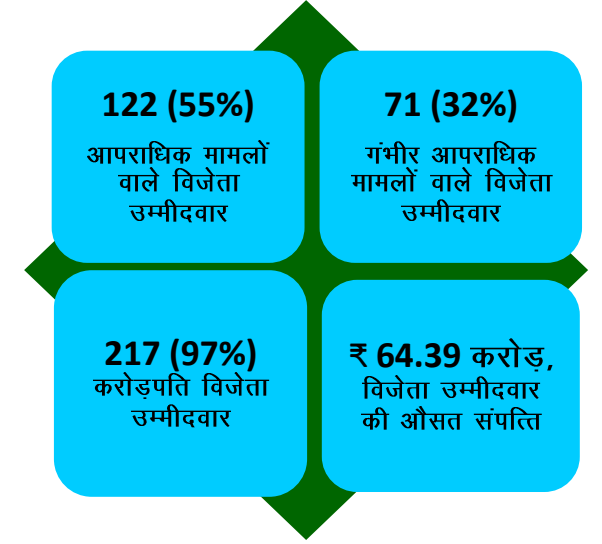 122 (55%)
आपराधिक मामलों
वाले विजेता
उम्मीदवार
71 (32%)
गंभीर आपराधिक
मामलों वाले विजेता
उम्मीदवार
217 (97%)
करोड़पति विजेता
उम्मीदवार
₹ 64.39 करोड़,
विजेता उम्मीदवार
की औसत संपत्ति